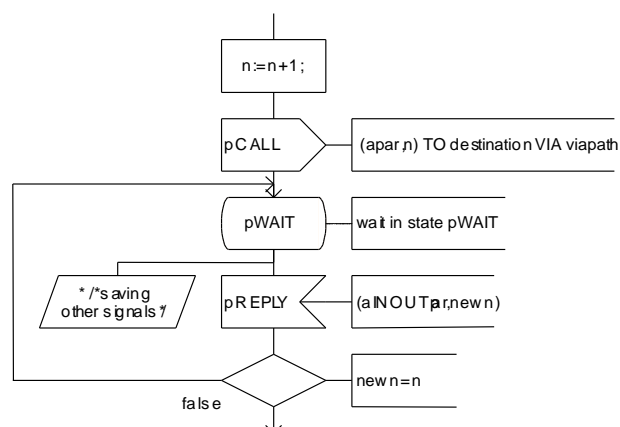 n:=n+1;
pCALL
(apar,n) TO destination VIA viapath
pWAIT
wait in state pWAIT
* /*saving
other signals*/
pREPLY
(aINOUTpar,newn)
newn=n
false